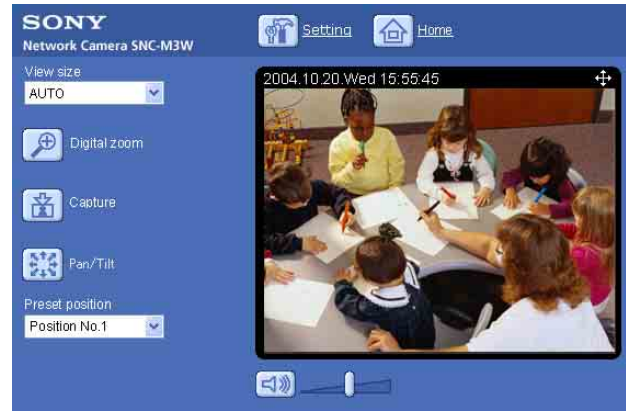 SONY
Network Camera SNC-M3W
Setting
Home
View size
AUTO
Digital zoom
Capture
Pan/Tilt
Preset position
Position No.1
2004.10.20.Wed 15:55:45